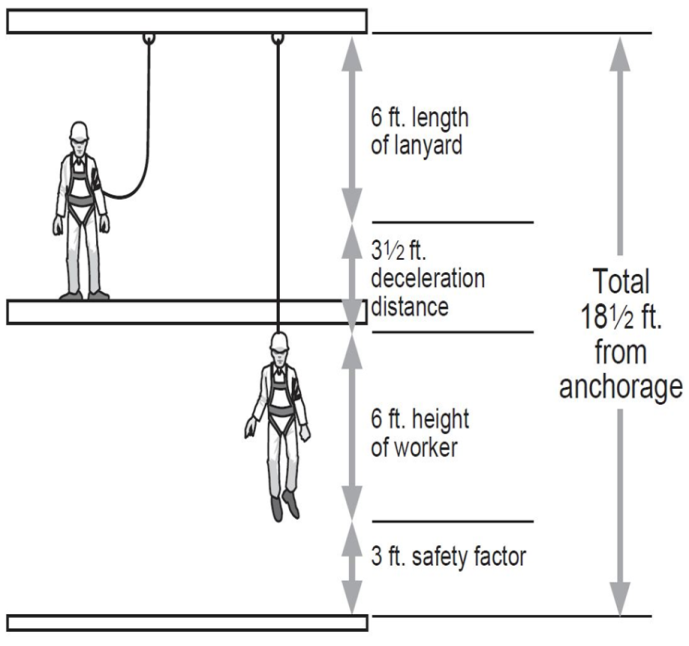 6 ft. length
of lanyard
3½ ft.
deceleration
distance
Total
18½ ft.
from
anchorage
6 ft. height
of worker
3 ft. safety factor